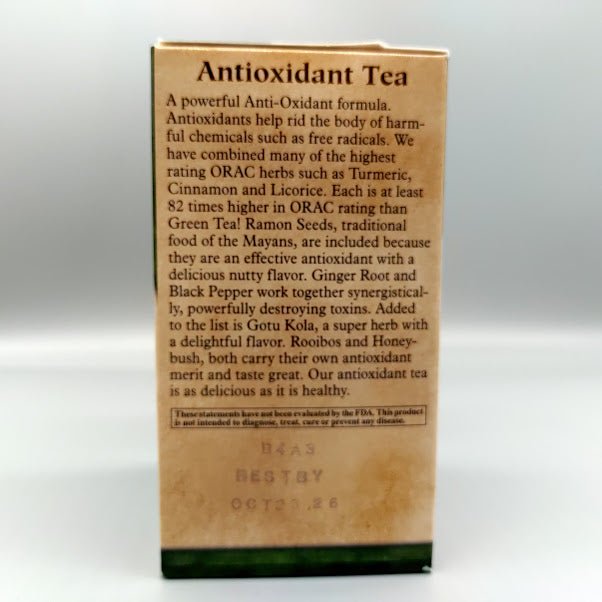 Antioxidant Tea
A powerful Anti-Oxidant formula.
Antioxidants help rid the body of harm-
ful chemicals such as free radicals. We
have combined many of the highest
rating ORAC herbs such as Turmeric,
Cinnamon and Licorice. Each is at least
82 times higher in ORAC rating than
Green Tea! Ramon Seeds, traditional
food of the Mayans, are included because
they are an effective antioxidant with a
delicious nutty flavor. Ginger Root and
Black Pepper work together synergistical-
ly, powerfully destroying toxins. Added
to the list is Gotu Kola, a super herb with
a delightful flavor. Rooibos and Honey-
bush, both carry their own antioxidant
merit and taste great. Our antioxidant tea
is as delicious as it is healthy.
These statements have not been evaluated by the FDA. This product
is not intended to diagnose, treat, cure or prevent any disease.
BEST BY